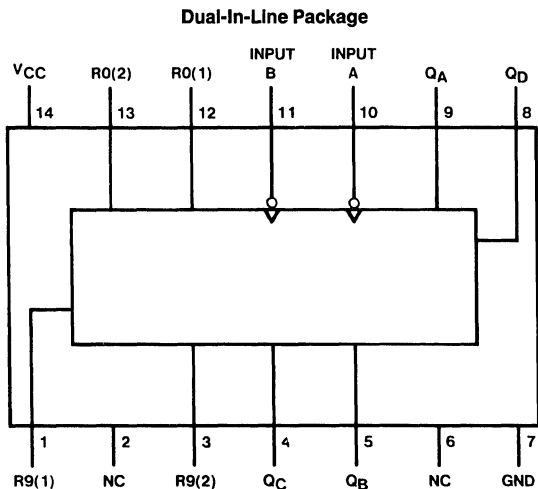 Dual-In-Line Package
VCC R0(2) R0(1) INPUT B INPUT A QA QD
14 13 12 11 10 9 8
1 2 3 4 5 6 7
R9(1) NC R9(2) QC QB NC GND